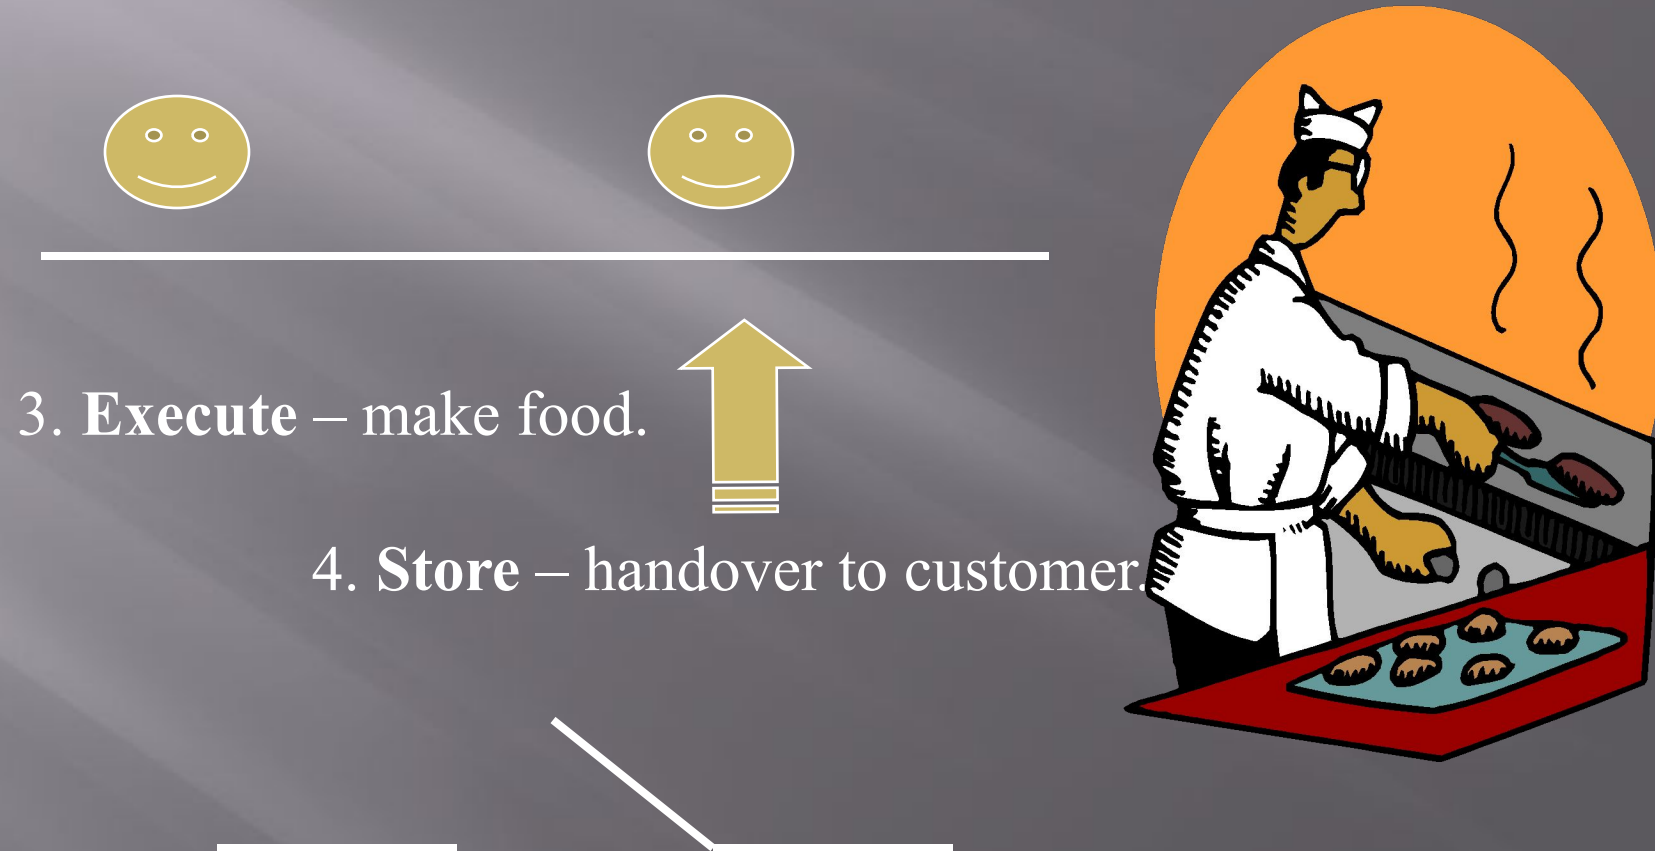 3. Execute – make food.
4. Store – handover to customer.